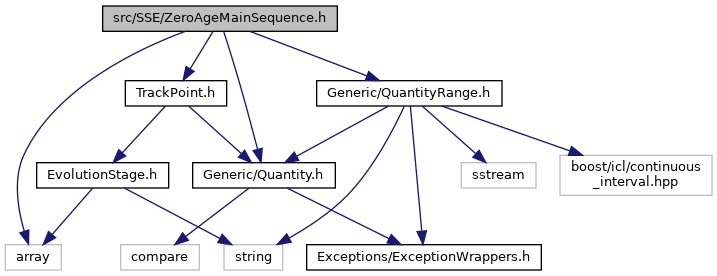 src/SSE/ZeroAgeMainSequence.h
TrackPoint.h
Generic/QuantityRange.h
EvolutionStage.h
Generic/Quantity.h
sstream
boost/icl/continuous
_interval.hpp
array
compare
string
Exceptions/ExceptionWrappers.h